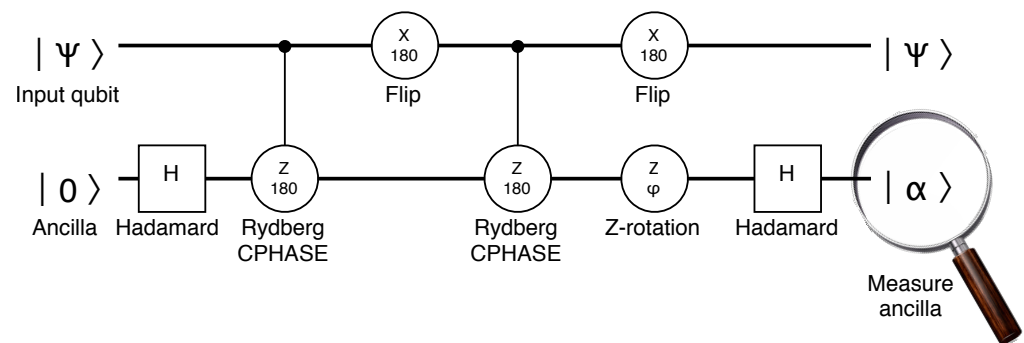 | Ψ ⟩
Input qubit
X
180
Flip
X
180
Flip
| Ψ ⟩
| 0 ⟩
Ancilla
H
Hadamard
Z
180
Rydberg
CPHASE
Z
180
Rydberg
CPHASE
Z
φ
Z-rotation
H
Hadamard
| α ⟩
Measure
ancilla